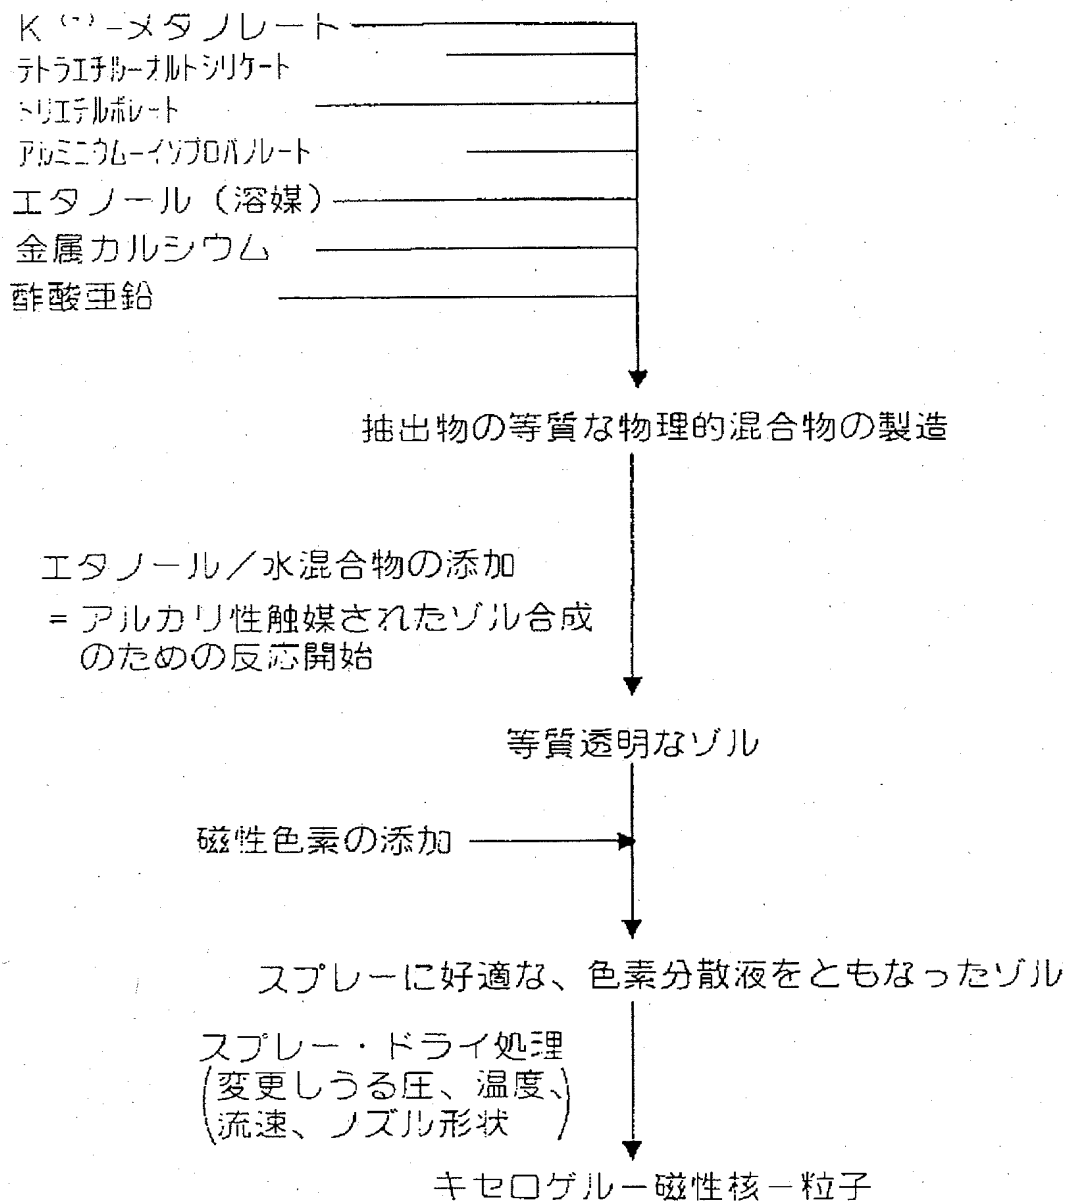 K⁽⁺⁾-メタノレート
テトラエチルーオルトシリケート
トリエテルボレート
アルミニウムーイソプロパノレート
エタノール（溶媒）
金属カルシウム
酢酸亜鉛
抽出物の等質な物理的混合物の製造
エタノール／水混合物の添加
= アルカリ性触媒されたゾル合成
のための反応開始
等質透明なゾル
磁性色素の添加
スプレーに好適な、色素分散液をともなったゾル
スプレー・ドライ処理
(変更しうる圧、温度、
流速、ノズル形状)
キセロゲルー磁性核－粒子